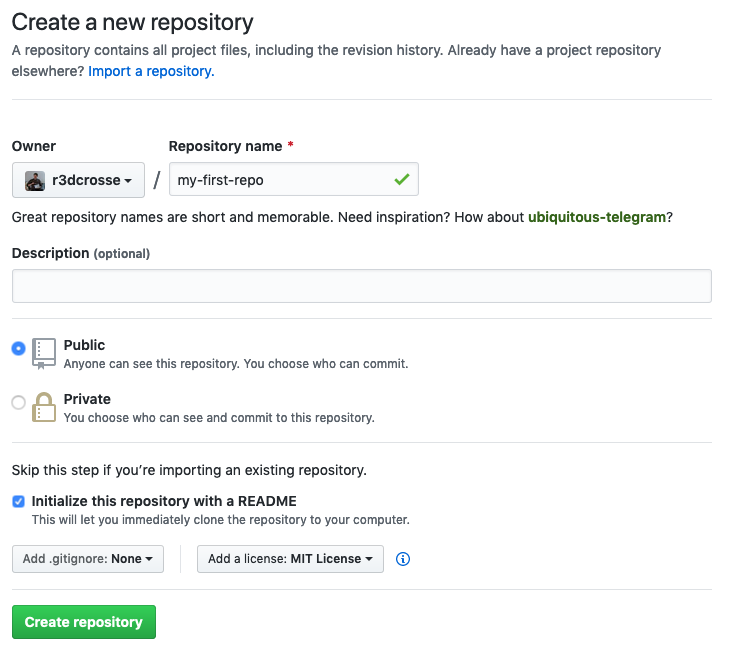 Create a new repository
A repository contains all project files, including the revision history. Already have a project repository
elsewhere? Import a repository.
Owner
Repository name *
r3dcrosse
/
my-first-repo
Great repository names are short and memorable. Need inspiration? How about ubiquitous-telegram?
Description (optional)
Public
Anyone can see this repository. You choose who can commit.
Private
You choose who can see and commit to this repository.
Skip this step if you’re importing an existing repository.
Initialize this repository with a README
This will let you immediately clone the repository to your computer.
Add .gitignore: None
Add a license: MIT License
Create repository